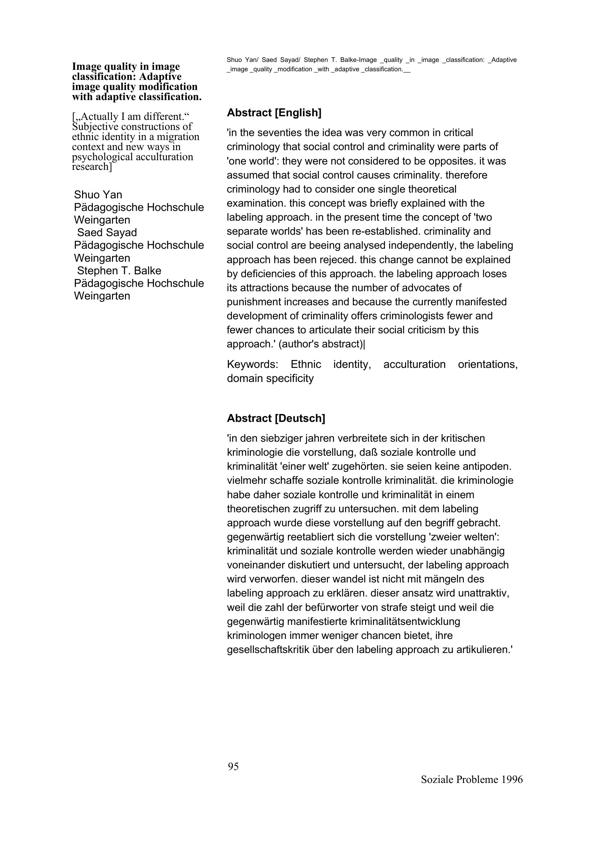 Image quality in image
classification: Adaptive
image quality modification
with adaptive classification.
[„Actually I am different.“
Subjective constructions of
ethnic identity in a migration
context and new ways in
psychological acculturation
research]
Shuo Yan
Pädagogische Hochschule
Weingarten
Saed Sayad
Pädagogische Hochschule
Weingarten
Stephen T. Balke
Pädagogische Hochschule
Weingarten
Shuo Yan/ Saed Sayad/ Stephen T. Balke-Image _quality _in _image _classification: _Adaptive
_image _quality _modification _with _adaptive _classification.__
Abstract [English]
'in the seventies the idea was very common in critical
criminology that social control and criminality were parts of
'one world': they were not considered to be opposites. it was
assumed that social control causes criminality. therefore
criminology had to consider one single theoretical
examination. this concept was briefly explained with the
labeling approach. in the present time the concept of 'two
separate worlds' has been re-established. criminality and
social control are beeing analysed independently, the labeling
approach has been rejeced. this change cannot be explained
by deficiencies of this approach. the labeling approach loses
its attractions because the number of advocates of
punishment increases and because the currently manifested
development of criminality offers criminologists fewer and
fewer chances to articulate their social criticism by this
approach.' (author's abstract)|
Keywords: Ethnic identity, acculturation orientations,
domain specificity
Abstract [Deutsch]
'in den siebziger jahren verbreitete sich in der kritischen
kriminologie die vorstellung, daß soziale kontrolle und
kriminalität 'einer welt' zugehörten. sie seien keine antipoden.
vielmehr schaffe soziale kontrolle kriminalität. die kriminologie
habe daher soziale kontrolle und kriminalität in einem
theoretischen zugriff zu untersuchen. mit dem labeling
approach wurde diese vorstellung auf den begriff gebracht.
gegenwärtig reetabliert sich die vorstellung 'zweier welten':
kriminalität und soziale kontrolle werden wieder unabhängig
voneinander diskutiert und untersucht, der labeling approach
wird verworfen. dieser wandel ist nicht mit mängeln des
labeling approach zu erklären. dieser ansatz wird unattraktiv,
weil die zahl der befürworter von strafe steigt und weil die
gegenwärtig manifestierte kriminalitätsentwicklung
kriminologen immer weniger chancen bietet, ihre
gesellschaftskritik über den labeling approach zu artikulieren.'
95
Soziale Probleme 1996